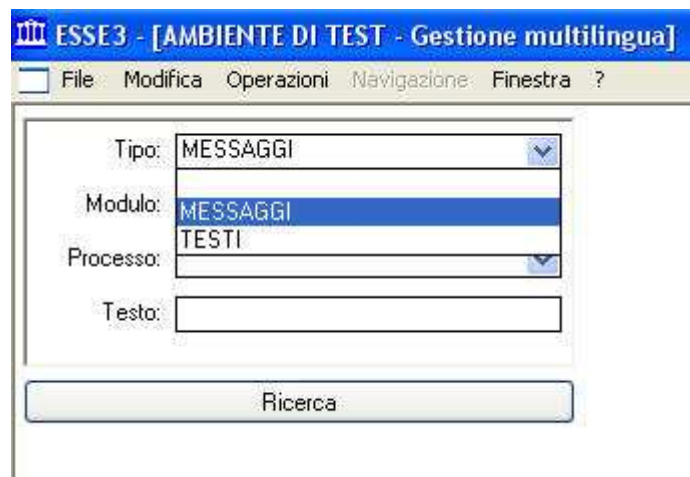 ESSE3 - [AMBIENTE DI TEST - Gestione multilingua]
File Modifica Operazioni Navigazione Finestra ?
Tipo: MESSAGGI
Modulo: MESSAGGI
TESTI
Processo:
Testo:
Ricerca